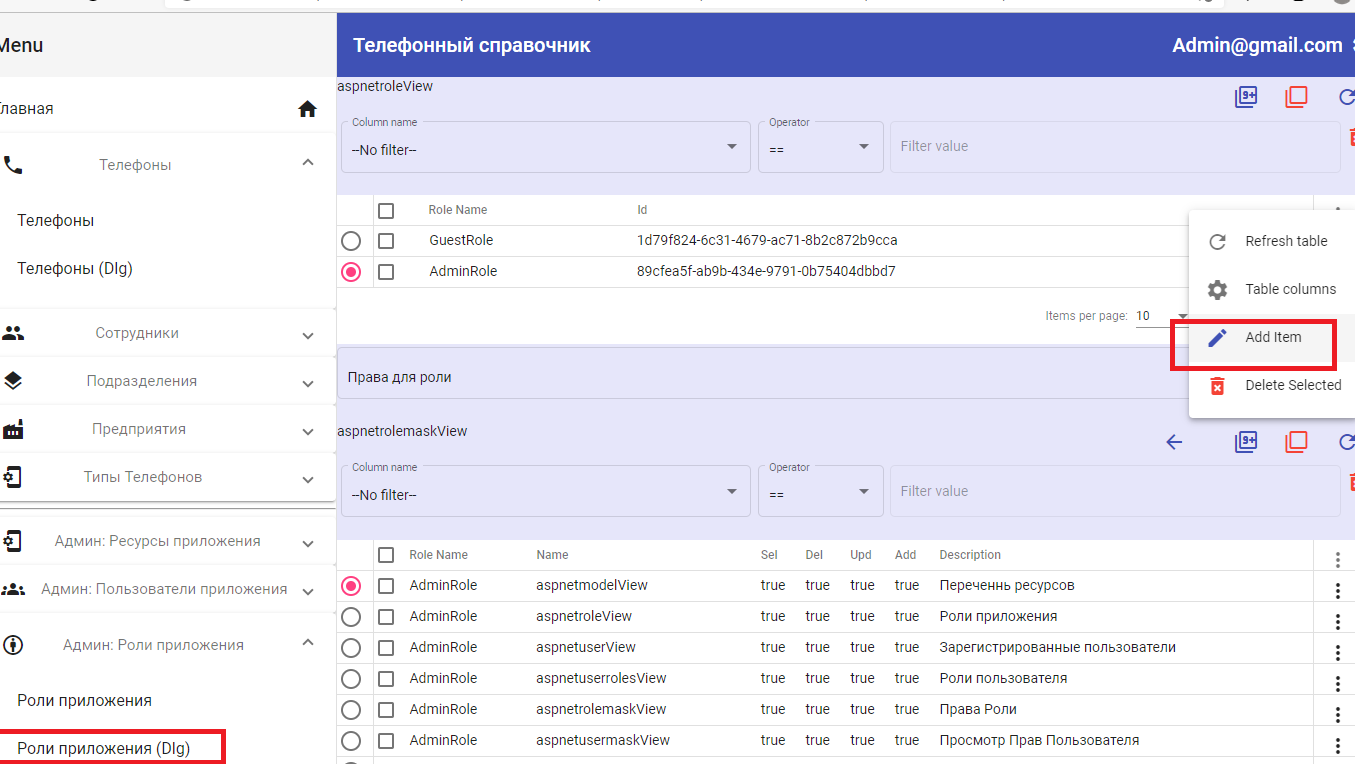 Menu
Телефонный справочник
Admin@gmail.com
Главная
Телефоны
Телефоны
Телефоны (Dlg)
Сотрудники
Подразделения
Предприятия
Типы Телефонов
Админ: Ресурсы приложения
Админ: Пользователи приложения
Админ: Роли приложения
Роли приложения
Роли приложения (Dlg)
aspnetroleView
9+
Column name
--No filter--
Operator
==
Filter value
Role Name Id
GuestRole 1d79f824-6c31-4679-ac71-8b2c872b9cca
AdminRole 89cfea5f-ab9b-434e-9791-0b75404dbbd7
Items per page: 10
Refresh table
Table columns
Add Item
Delete Selected
Права для роли
aspnetrolemaskView
9+
Column name
--No filter--
Operator
==
Filter value
Role Name Name Sel Del Upd Add Description
AdminRole aspnetmodelView true true true true Переченнь ресурсов
AdminRole aspnetroleView true true true true Роли приложения
AdminRole aspnetuserView true true true true Зарегистрированные пользователи
AdminRole aspnetuserrolesView true true true true Роли пользователя
AdminRole aspnetrolemaskView true true true true Права Роли
AdminRole aspnetusermaskView true true true true Просмотр Прав Пользователя